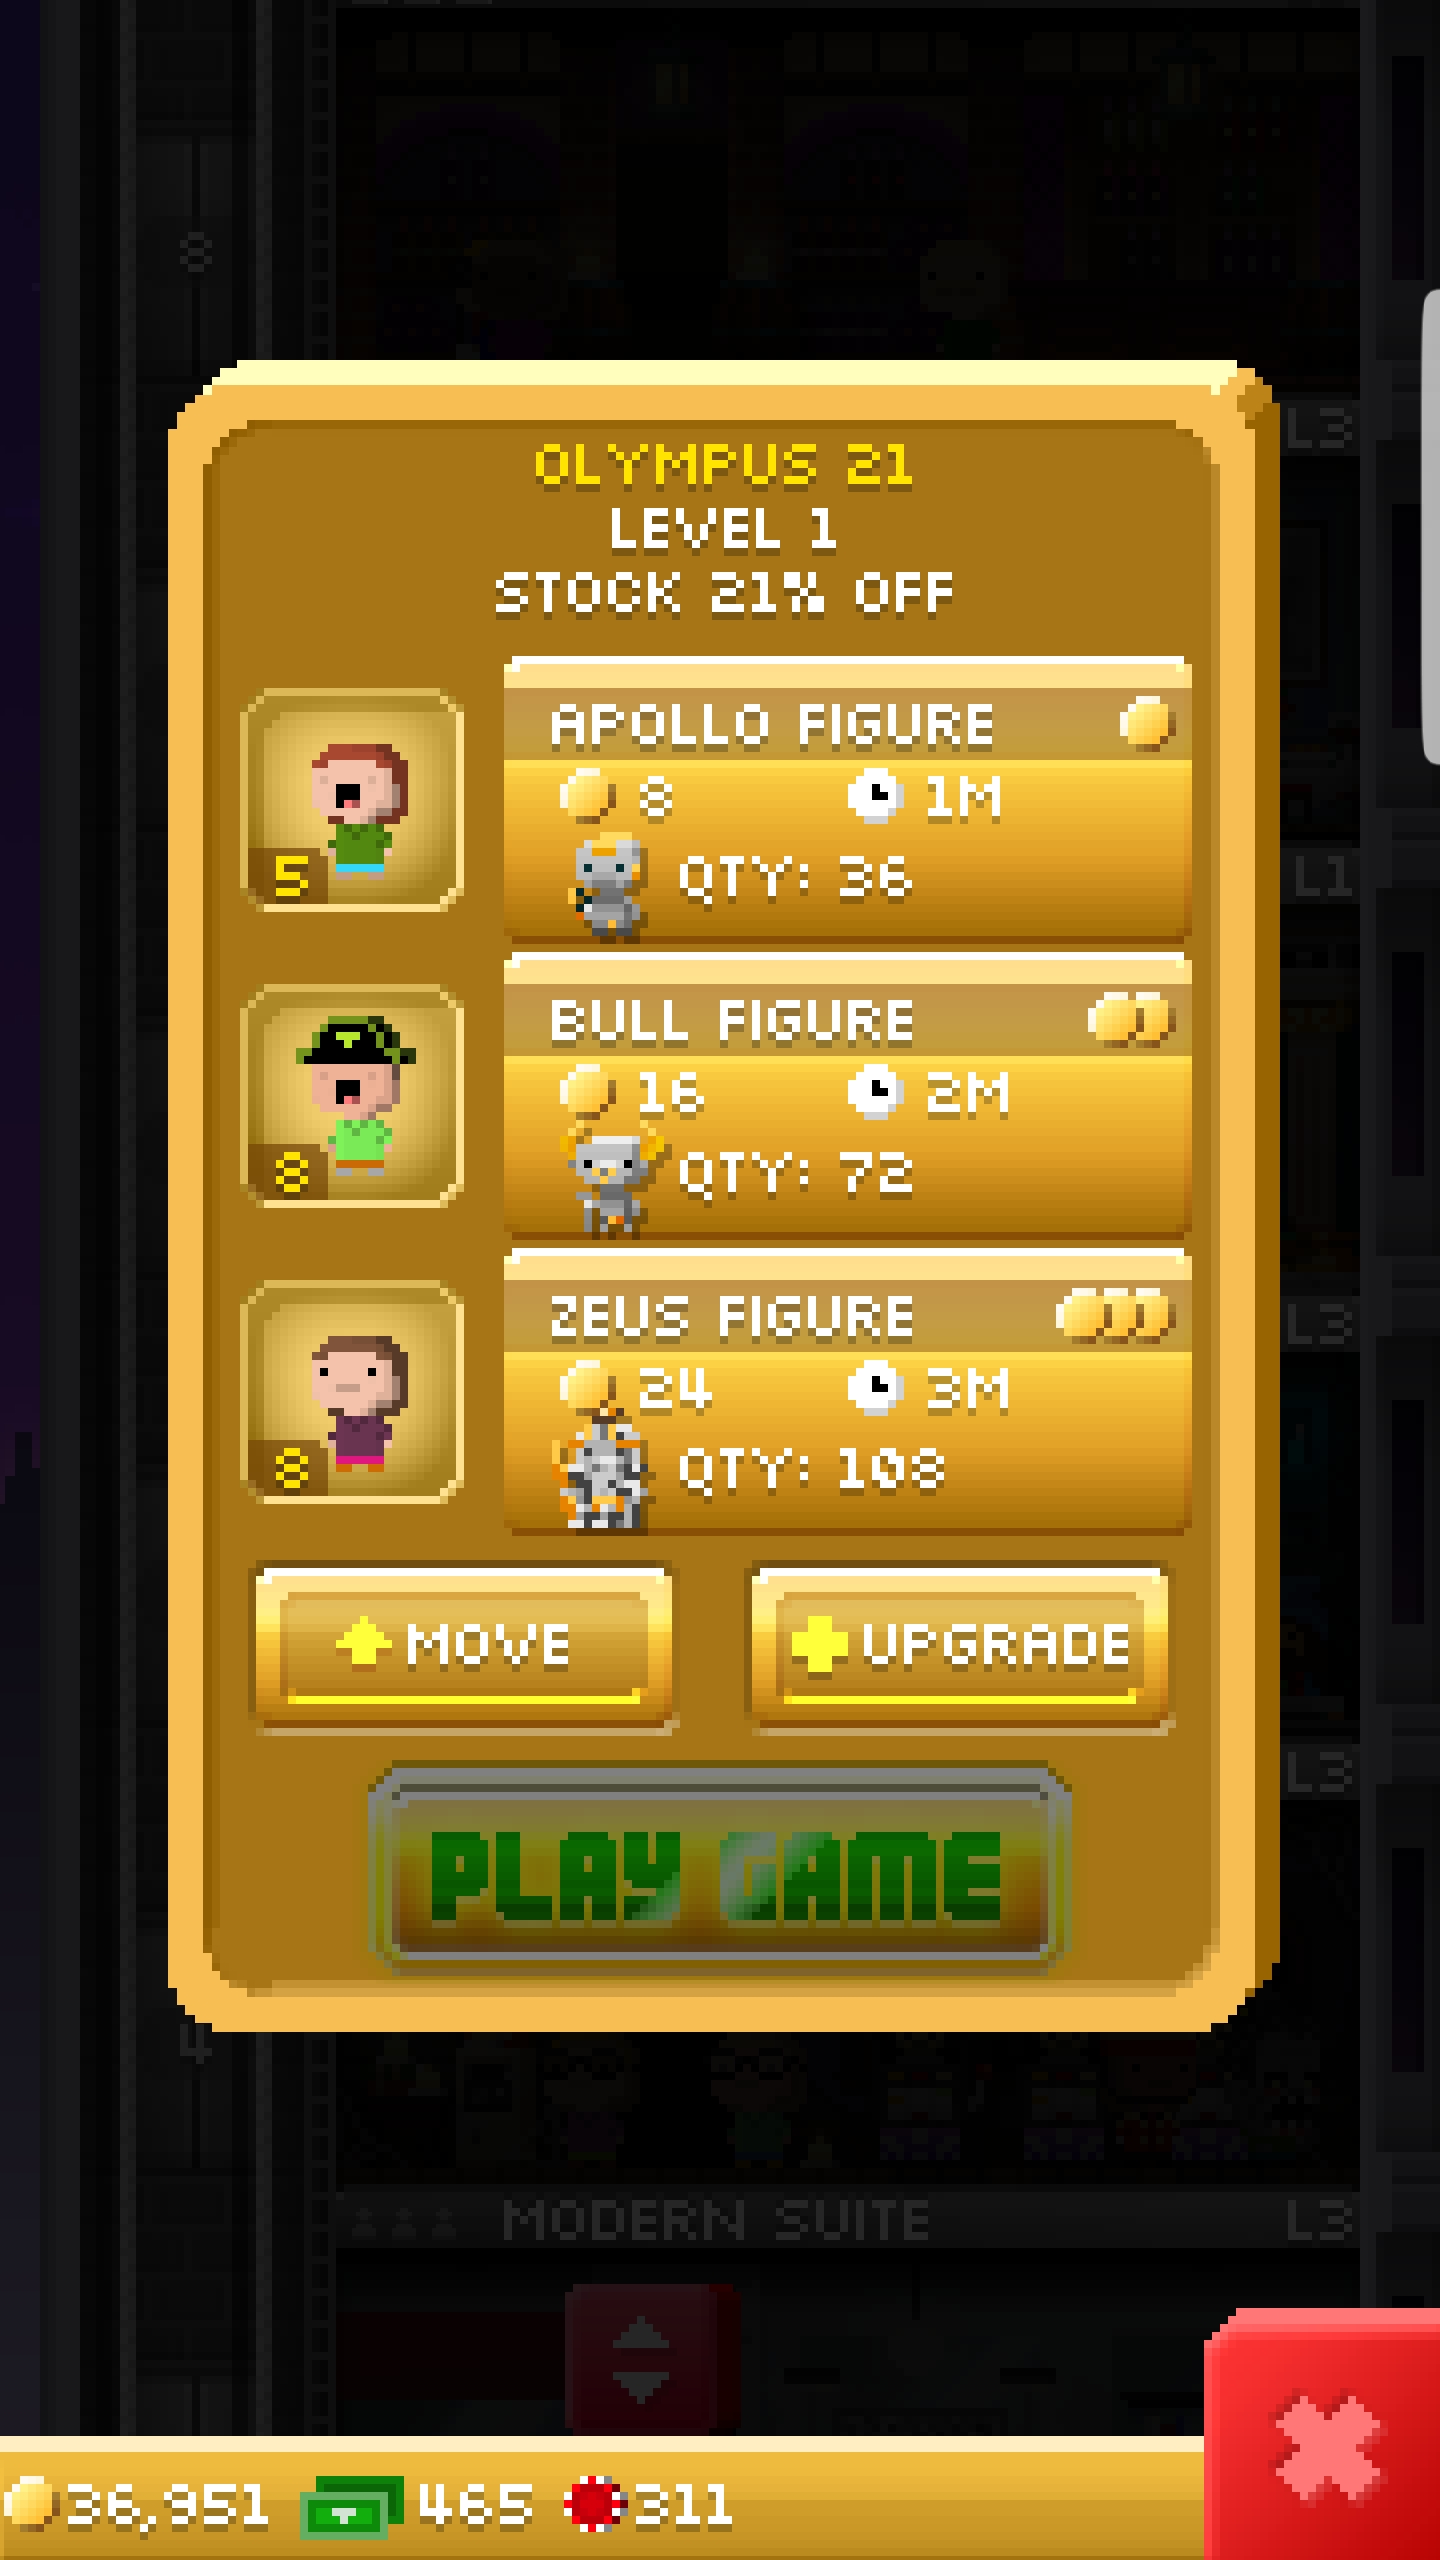 8
L3
OLYMPUS 21
LEVEL 1
STOCK 21% OFF
APOLLO FIGURE
8 1M
5
QTY: 36
L1
BULL FIGURE
16 2M
8
QTY: 72
ZEUS FIGURE
L3
24 3M
8
QTY: 108
MOVE
UPGRADE
L3
PLAY GAME
4
MODERN SUITE L3
36,951 465 311